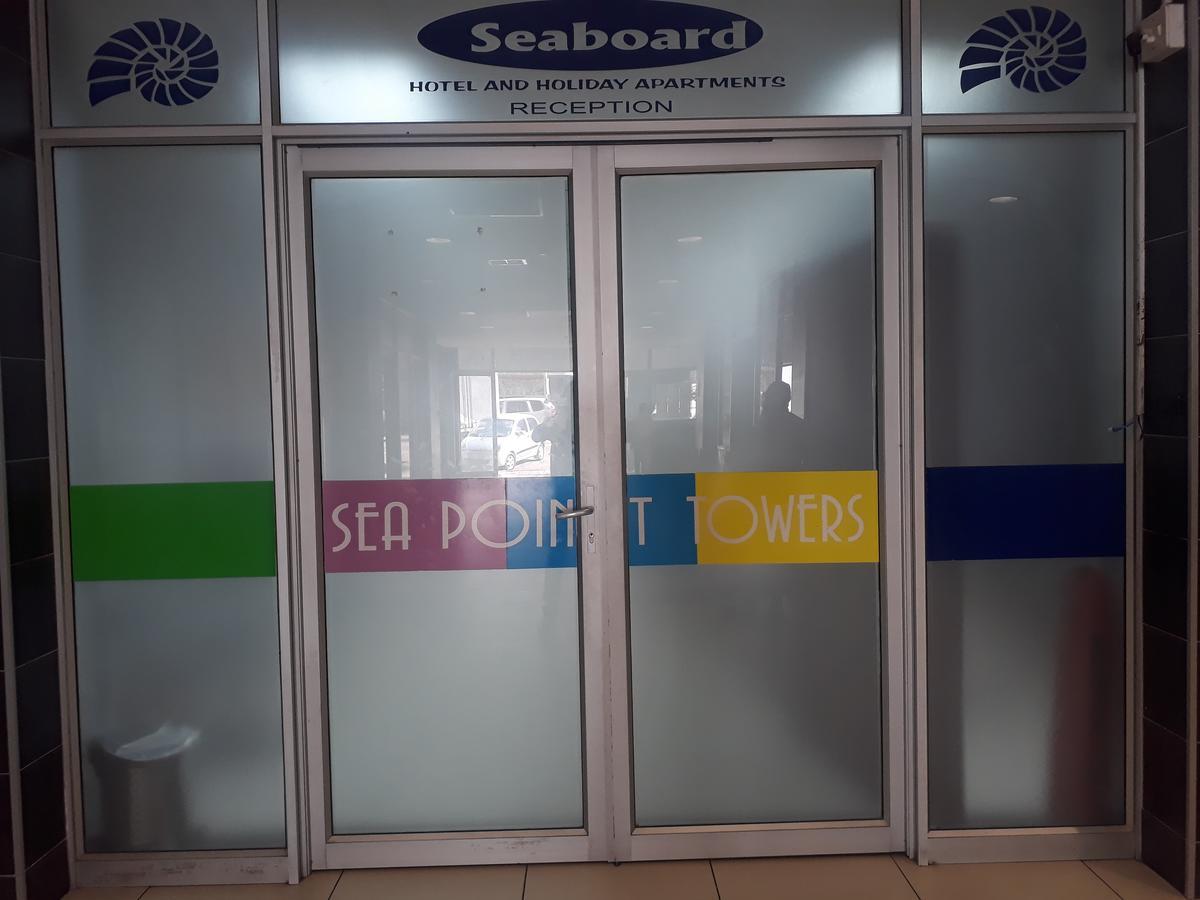 Seaboard
HOTEL AND HOLIDAY APARTMENTS
RECEPTION
SEA POINT TOWERS